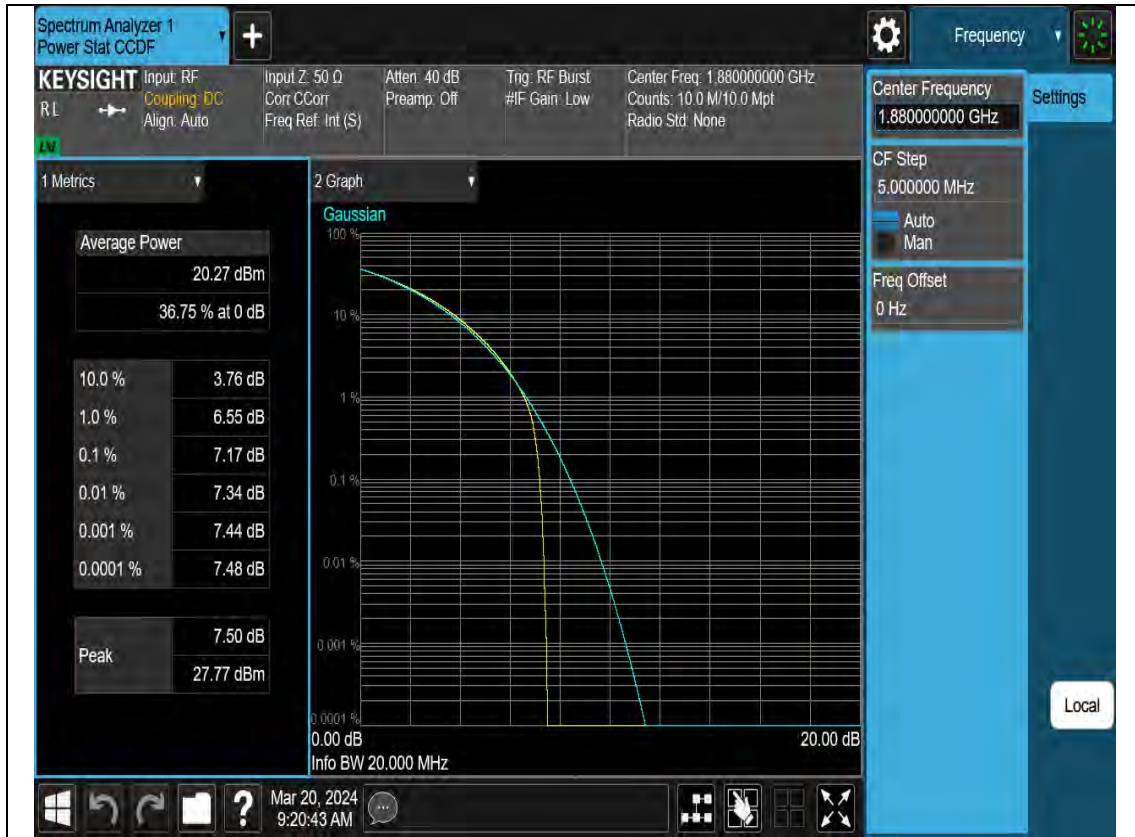 Spectrum Analyzer 1
Power Stat CCDF
Frequency
KEYSIGHT
RL
Input: RF
Coupling: DC
Align: Auto
Input Z: 50 Ω
Corr CCorr
Freq Ref: Int (S)
Atten: 40 dB
Preamp: Off
Trig: RF Burst
#IF Gain: Low
Center Freq: 1.880000000 GHz
Counts: 10.0 M/10.0 Mpt
Radio Std: None
Center Frequency
1.880000000 GHz
Settings
CF Step
5.000000 MHz
Auto
Man
Freq Offset
0 Hz
1 Metrics
Average Power
20.27 dBm
36.75 % at 0 dB
10.0 % 3.76 dB
1.0 % 6.55 dB
0.1 % 7.17 dB
0.01 % 7.34 dB
0.001 % 7.44 dB
0.0001 % 7.48 dB
Peak
7.50 dB
27.77 dBm
2 Graph
Gaussian
100 %
10 %
1 %
0.1 %
0.01 %
0.001 %
0.0001 %
0.00 dB 20.00 dB
Info BW 20.000 MHz
Local
?
Mar 20, 2024
9:20:43 AM